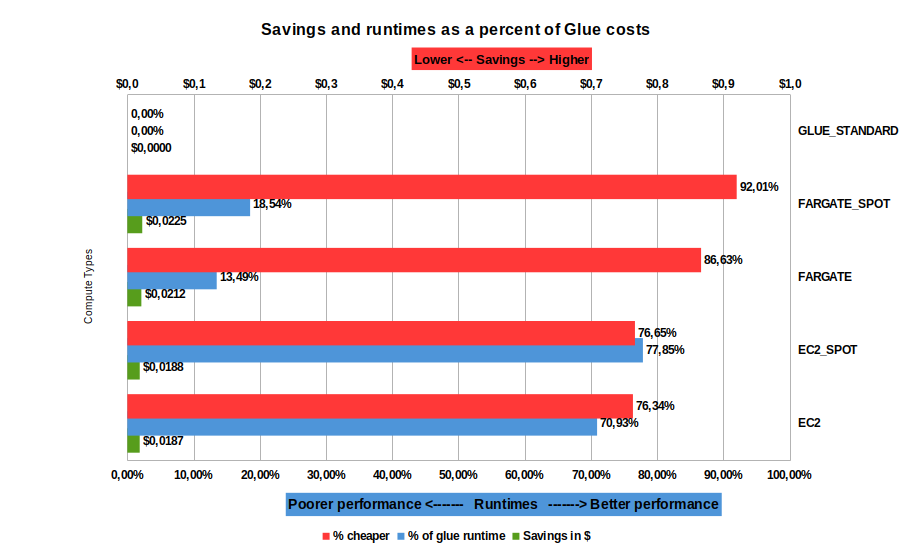 Savings and runtimes as a percent of Glue costs
Lower <-- Savings --> Higher
$0,0 $0,1 $0,2 $0,3 $0,4 $0,5 $0,6 $0,7 $0,8 $0,9 $1,0
0,00%
0,00% GLUE_STANDARD
$0,0000
92,01%
18,54% FARGATE_SPOT
$0,0225
86,63%
13,49% FARGATE
$0,0212
Compute Types
76,65%
77,85% EC2_SPOT
$0,0188
76,34%
70,93% EC2
$0,0187
0,00% 10,00% 20,00% 30,00% 40,00% 50,00% 60,00% 70,00% 80,00% 90,00% 100,00%
Poorer performance <------- Runtimes -------> Better performance
% cheaper % of glue runtime Savings in $